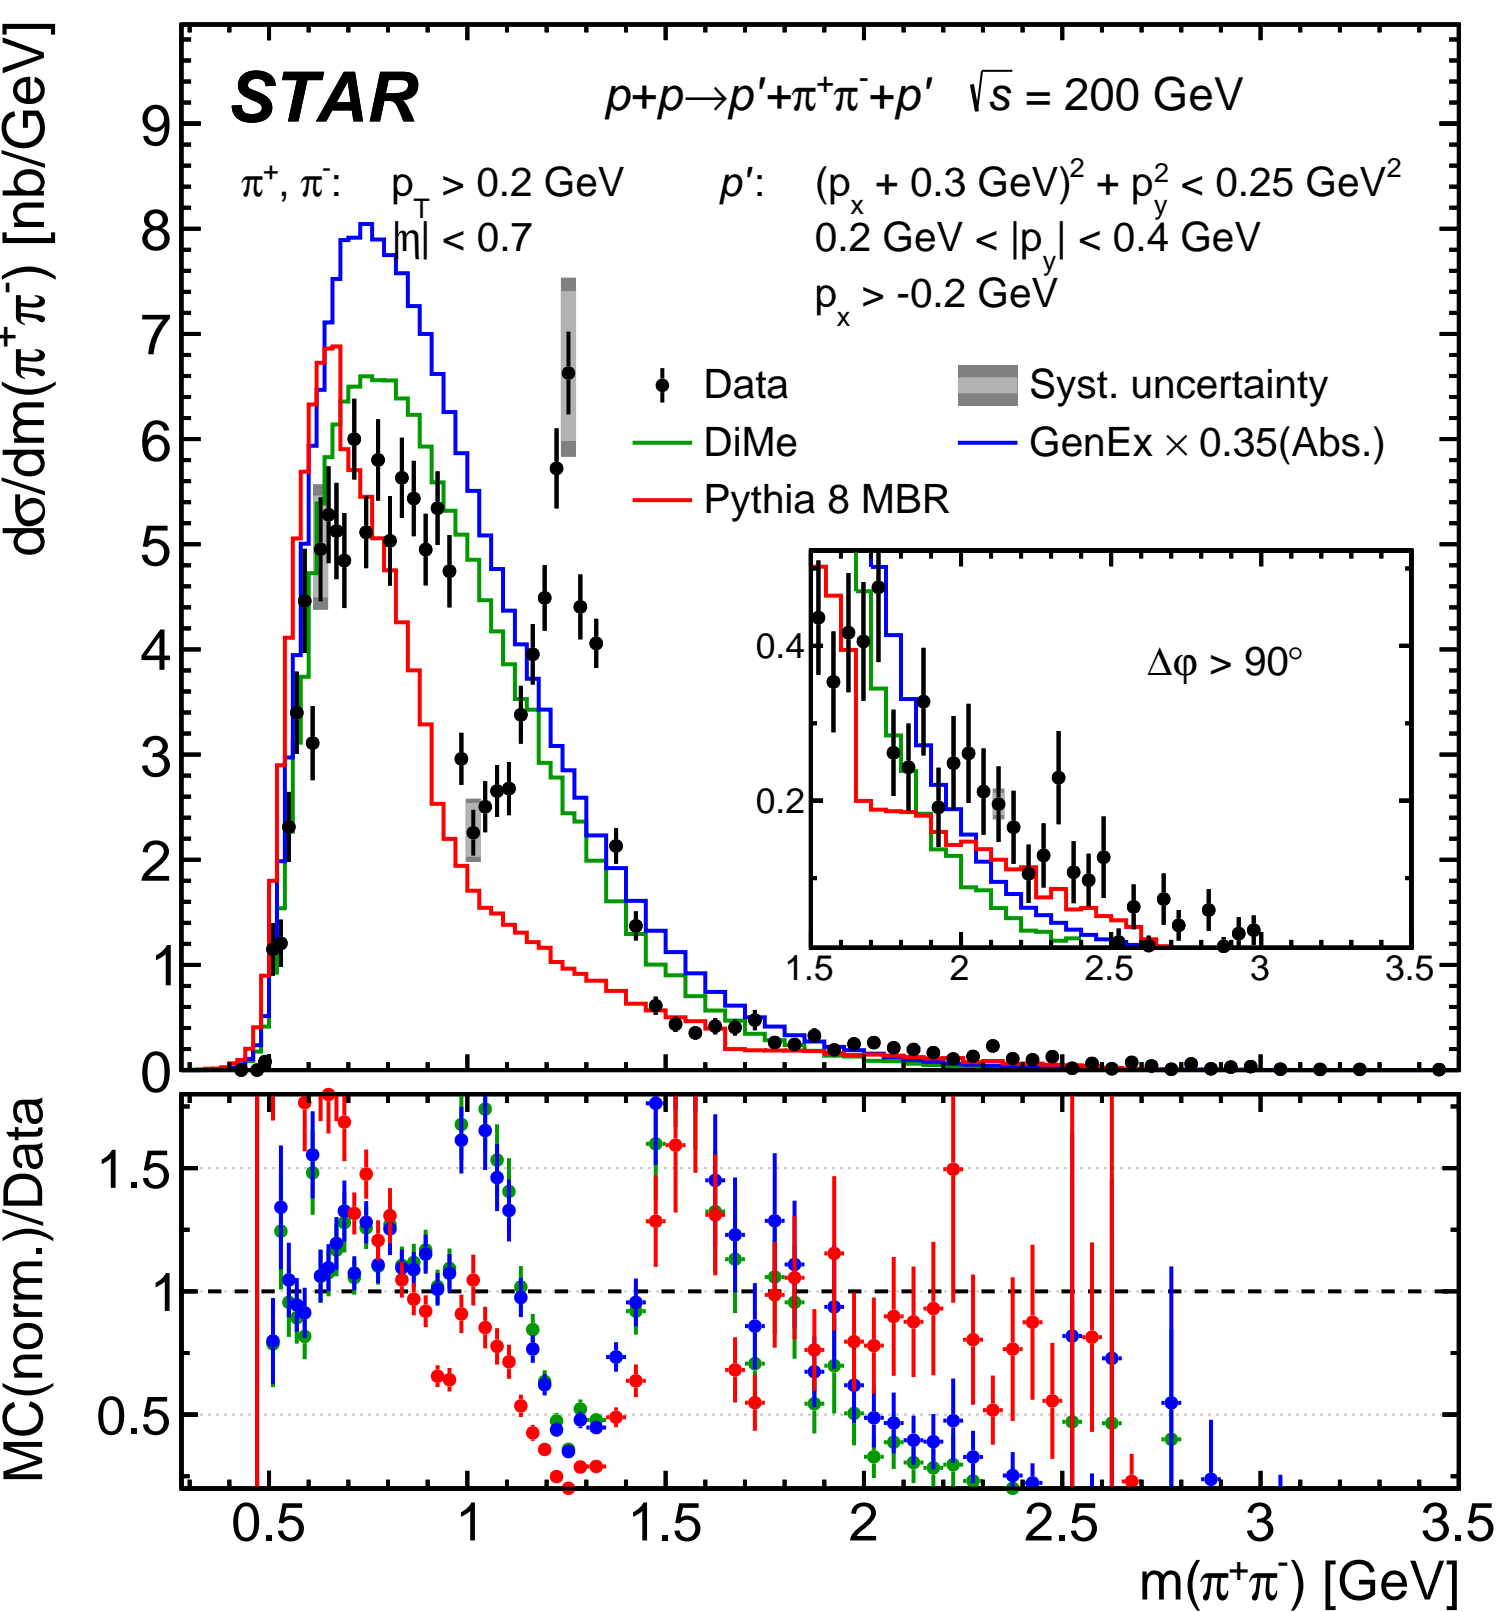 STAR
p+p→p′+π⁺π⁻+p′ √s = 200 GeV
π⁺, π⁻: p_T > 0.2 GeV
|η| < 0.7
p′: (p_x + 0.3 GeV)² + p_y² < 0.25 GeV²
0.2 GeV < |p_y| < 0.4 GeV
p_x > -0.2 GeV
Data
Syst. uncertainty
DiMe
GenEx × 0.35(Abs.)
Pythia 8 MBR
dσ/dm(π⁺π⁻) [nb/GeV]
9
8
7
6
5
4
3
2
1
0
Δφ > 90°
0.4
0.2
1.5 2 2.5 3 3.5
MC(norm.)/Data
1.5
1
0.5
0.5 1 1.5 2 2.5 3 3.5
m(π⁺π⁻) [GeV]